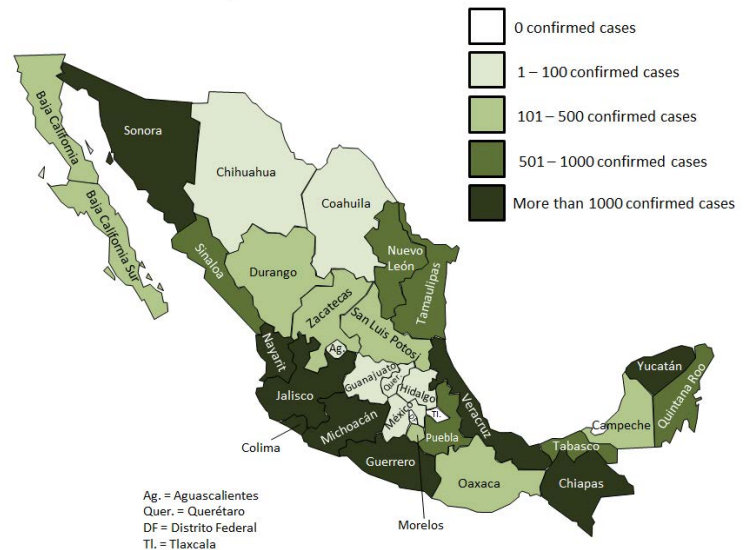 0 confirmed cases
1 – 100 confirmed cases
101 – 500 confirmed cases
501 – 1000 confirmed cases
More than 1000 confirmed cases
Baja California
Sonora
Chihuahua
Coahuila
Baja California Sur
Sinaloa
Durango
Nuevo
León
Tamaulipas
Zacatecas
San Luis Potosí
Nayarit
Ag.
Guanajuato
Quer.
Hidalgo
Jalisco
México
DF
Tl.
Veracruz
Yucatán
Quintana Roo
Campeche
Michoacán
Puebla
Tabasco
Colima
Guerrero
Oaxaca
Chiapas
Morelos
Ag. = Aguascalientes
Quer. = Querétaro
DF = Distrito Federal
Tl. = Tlaxcala